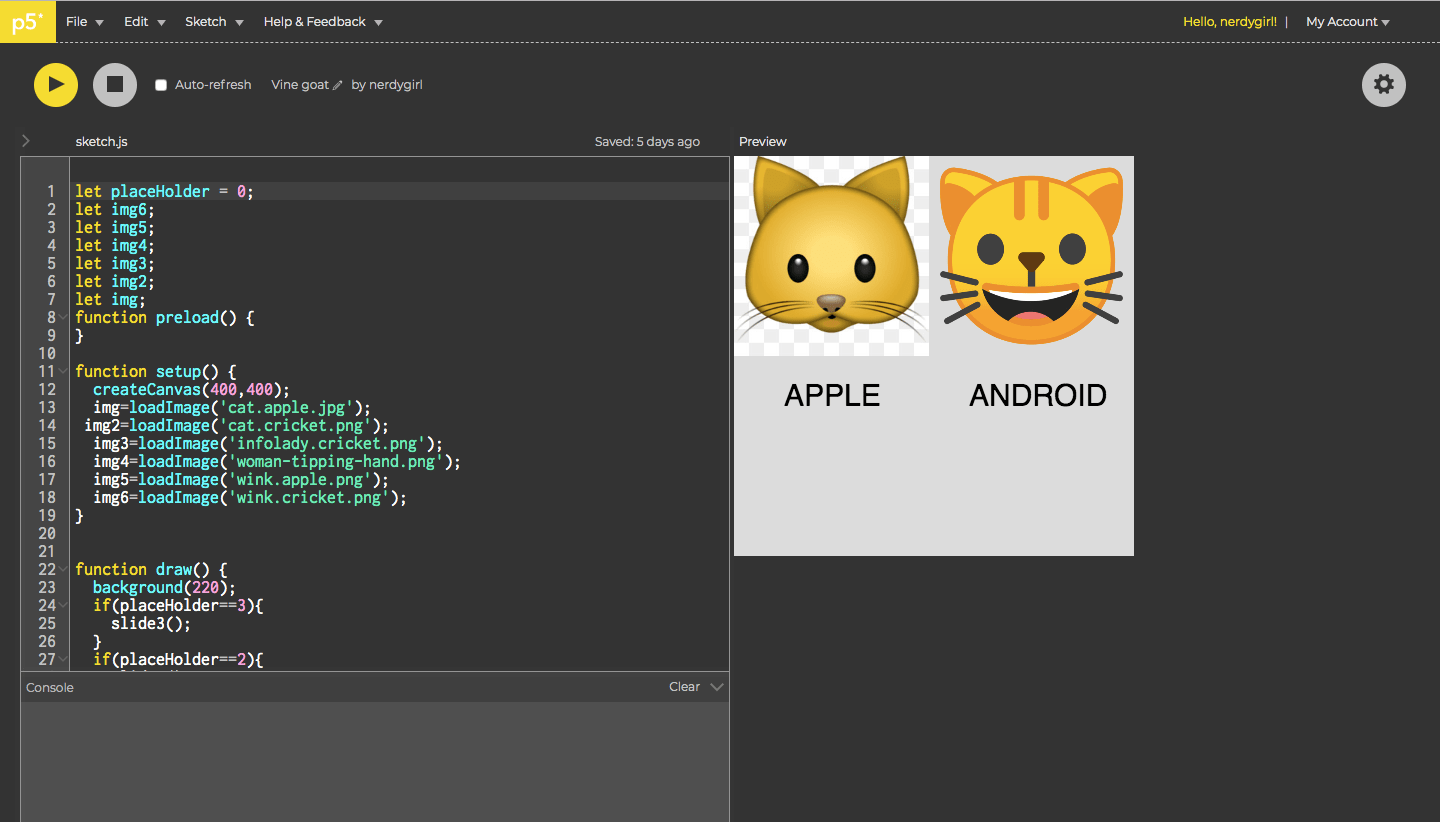 p5* File Edit Sketch Help & Feedback Hello, nerdygirl! | My Account
Auto-refresh Vine goat by nerdygirl
sketch.js Saved: 5 days ago Preview
1 let placeHolder = 0;
2 let img6;
3 let img5;
4 let img4;
5 let img3;
6 let img2;
7 let img;
8 function preload() {
9 }
10
11 function setup() {
12   createCanvas(400,400);
13   img=loadImage('cat.apple.jpg');
14  img2=loadImage('cat.cricket.png');
15   img3=loadImage('infolady.cricket.png');
16   img4=loadImage('woman-tipping-hand.png');
17   img5=loadImage('wink.apple.png');
18   img6=loadImage('wink.cricket.png');
19 }
20
21
22 function draw() {
23   background(220);
24   if(placeHolder==3){
25     slide3();
26   }
27   if(placeHolder==2){
APPLE ANDROID
Console Clear